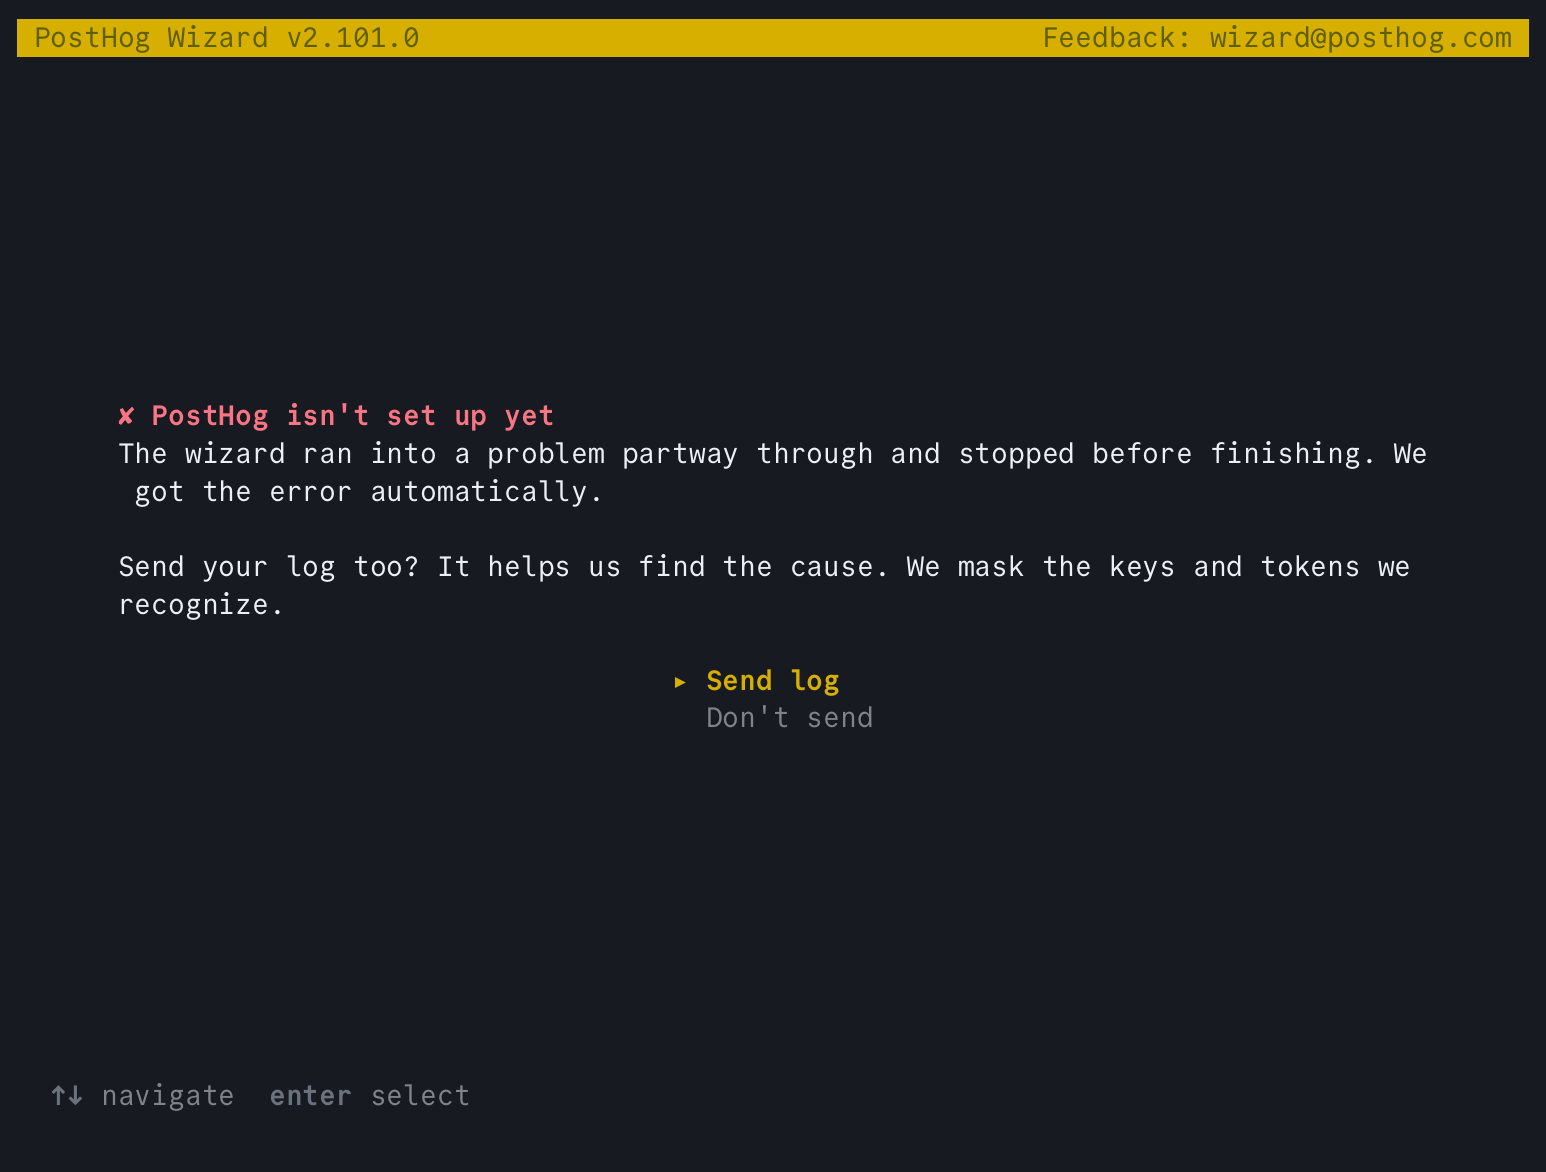 PostHog Wizard v2.101.0 Feedback: wizard@posthog.com
✘ PostHog isn't set up yet
The wizard ran into a problem partway through and stopped before finishing. We
got the error automatically.
Send your log too? It helps us find the cause. We mask the keys and tokens we
recognize.
▸ Send log
Don't send
↑↓ navigate enter select